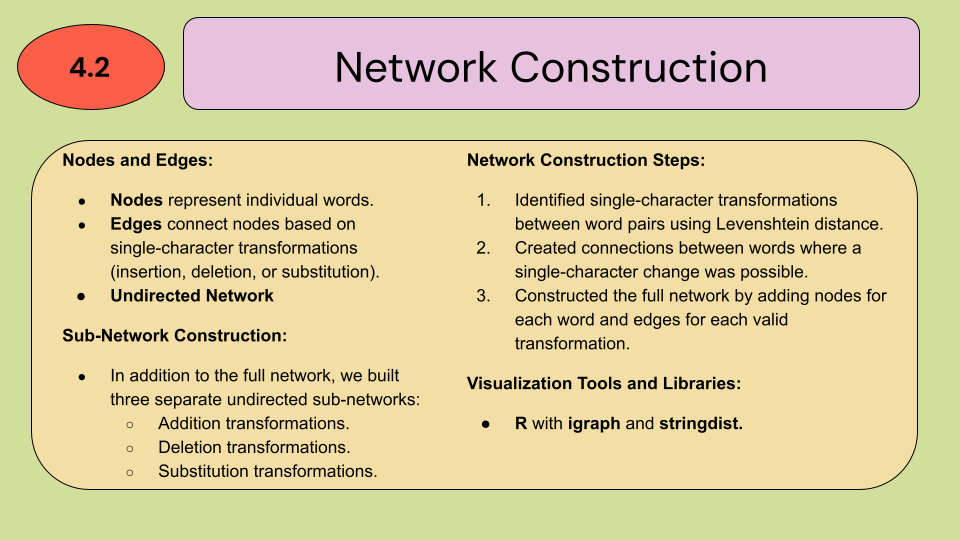 4.2
Network Construction
Nodes and Edges:
● Nodes represent individual words.
● Edges connect nodes based on
single-character transformations
(insertion, deletion, or substitution).
● Undirected Network
Sub-Network Construction:
● In addition to the full network, we built
three separate undirected sub-networks:
○ Addition transformations.
○ Deletion transformations.
○ Substitution transformations.
Network Construction Steps:
1. Identified single-character transformations
between word pairs using Levenshtein distance.
2. Created connections between words where a
single-character change was possible.
3. Constructed the full network by adding nodes for
each word and edges for each valid
transformation.
Visualization Tools and Libraries:
● R with igraph and stringdist.